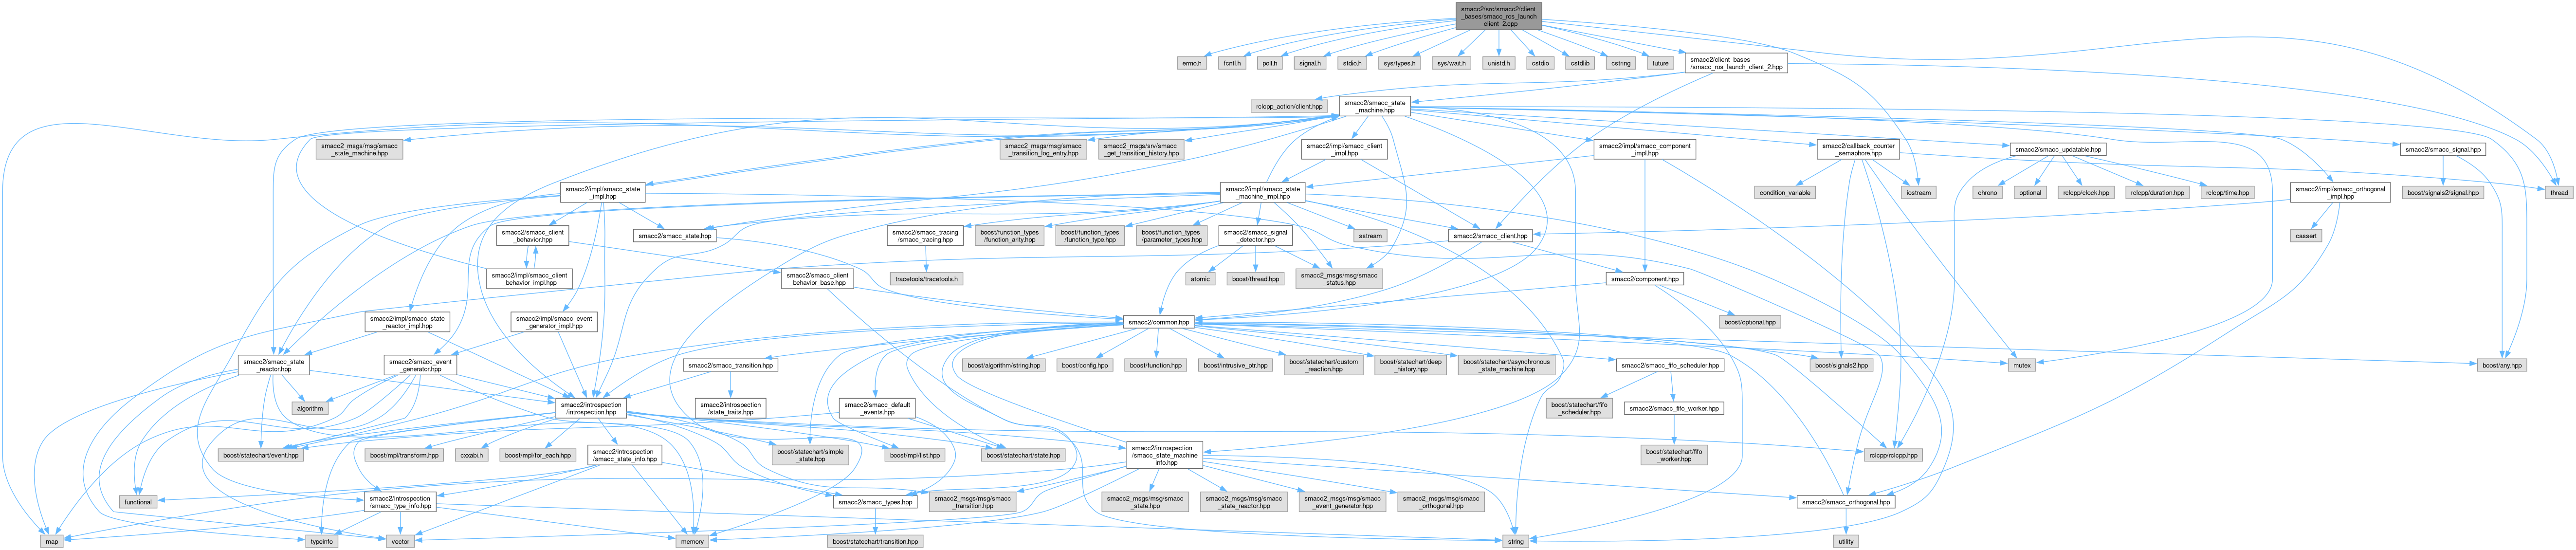 smacc2/src/smacc2/client
_bases/smacc_ros_launch
_client_2.cpp
errno.h
fcntl.h
poll.h
signal.h
stdio.h
sys/types.h
sys/wait.h
unistd.h
cstdio
cstdlib
cstring
future
smacc2/client_bases
/smacc_ros_launch_client_2.hpp
rclcpp_action/client.hpp
smacc2/smacc_state
_machine.hpp
smacc2_msgs/msg/smacc
_state_machine.hpp
smacc2_msgs/msg/smacc
_transition_log_entry.hpp
smacc2_msgs/srv/smacc
_get_transition_history.hpp
smacc2/impl/smacc_client
_impl.hpp
smacc2/impl/smacc_component
_impl.hpp
smacc2/callback_counter
_semaphore.hpp
smacc2/smacc_updatable.hpp
smacc2/smacc_signal.hpp
smacc2/impl/smacc_state
_impl.hpp
smacc2/impl/smacc_state
_machine_impl.hpp
condition_variable
iostream
chrono
optional
rclcpp/clock.hpp
rclcpp/duration.hpp
rclcpp/time.hpp
smacc2/impl/smacc_orthogonal
_impl.hpp
boost/signals2/signal.hpp
thread
smacc2/smacc_client
_behavior.hpp
smacc2/smacc_state.hpp
smacc2/smacc_tracing
/smacc_tracing.hpp
boost/function_types
/function_arity.hpp
boost/function_types
/function_type.hpp
boost/function_types
/parameter_types.hpp
smacc2/smacc_signal
_detector.hpp
sstream
smacc2/smacc_client.hpp
cassert
smacc2/impl/smacc_client
_behavior_impl.hpp
smacc2/smacc_client
_behavior_base.hpp
tracetools/tracetools.h
atomic
boost/thread.hpp
smacc2_msgs/msg/smacc
_status.hpp
smacc2/component.hpp
smacc2/impl/smacc_state
_reactor_impl.hpp
smacc2/impl/smacc_event
_generator_impl.hpp
smacc2/common.hpp
boost/optional.hpp
smacc2/smacc_state
_reactor.hpp
smacc2/smacc_event
_generator.hpp
smacc2/smacc_transition.hpp
boost/algorithm/string.hpp
boost/config.hpp
boost/function.hpp
boost/intrusive_ptr.hpp
boost/statechart/custom
_reaction.hpp
boost/statechart/deep
_history.hpp
boost/statechart/asynchronous
_state_machine.hpp
smacc2/smacc_fifo_scheduler.hpp
boost/signals2.hpp
mutex
boost/any.hpp
algorithm
smacc2/introspection
/introspection.hpp
smacc2/introspection
/state_traits.hpp
smacc2/smacc_default
_events.hpp
boost/statechart/fifo
_scheduler.hpp
smacc2/smacc_fifo_worker.hpp
boost/statechart/event.hpp
boost/mpl/transform.hpp
cxxabi.h
boost/mpl/for_each.hpp
smacc2/introspection
/smacc_state_info.hpp
boost/statechart/simple
_state.hpp
boost/mpl/list.hpp
boost/statechart/state.hpp
smacc2/introspection
/smacc_state_machine
_info.hpp
boost/statechart/fifo
_worker.hpp
rclcpp/rclcpp.hpp
functional
smacc2/introspection
/smacc_type_info.hpp
smacc2/smacc_types.hpp
smacc2_msgs/msg/smacc
_transition.hpp
smacc2_msgs/msg/smacc
_state.hpp
smacc2_msgs/msg/smacc
_state_reactor.hpp
smacc2_msgs/msg/smacc
_event_generator.hpp
smacc2_msgs/msg/smacc
_orthogonal.hpp
smacc2/smacc_orthogonal.hpp
map
typeinfo
vector
memory
boost/statechart/transition.hpp
string
utility